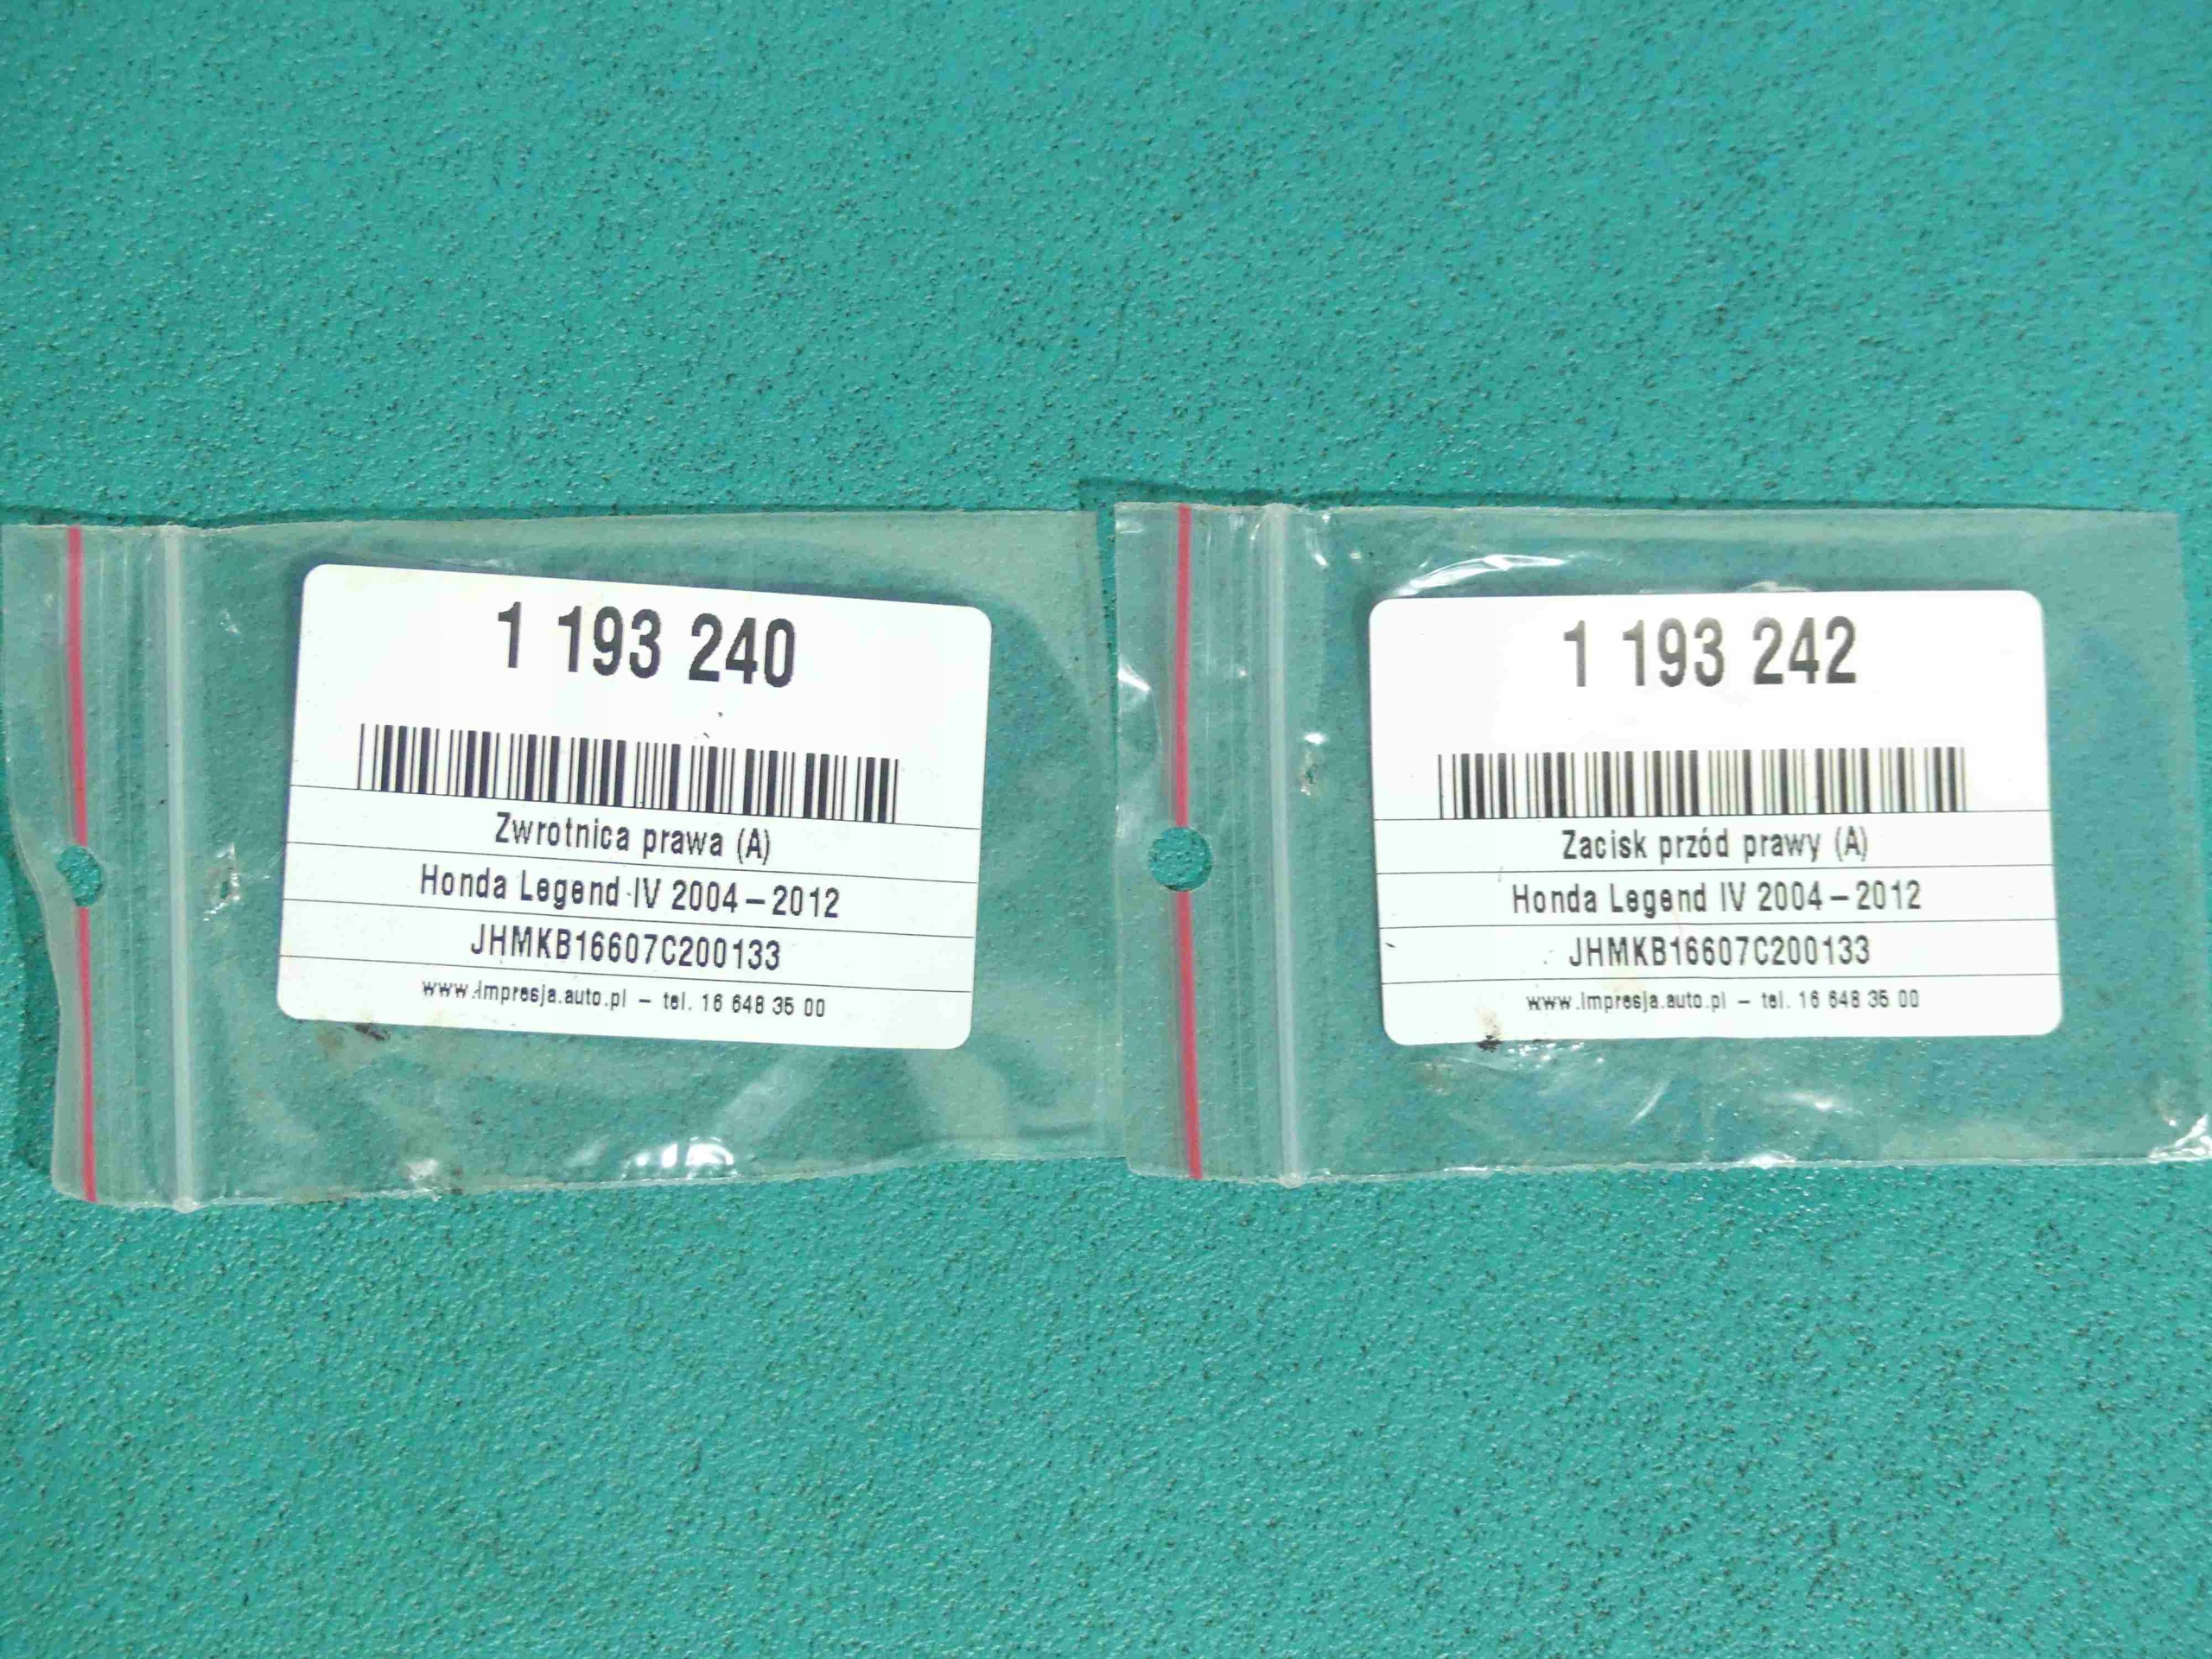 1 193 240
Zwrotnica prawa (A)
Honda Legend IV 2004–2012
JHMKB16607C200133
www.impresja.auto.pl – tel. 16 648 35 00
1 193 242
Zacisk przód prawy (A)
Honda Legend IV 2004–2012
JHMKB16607C200133
www.impresja.auto.pl – tel. 16 648 35 00